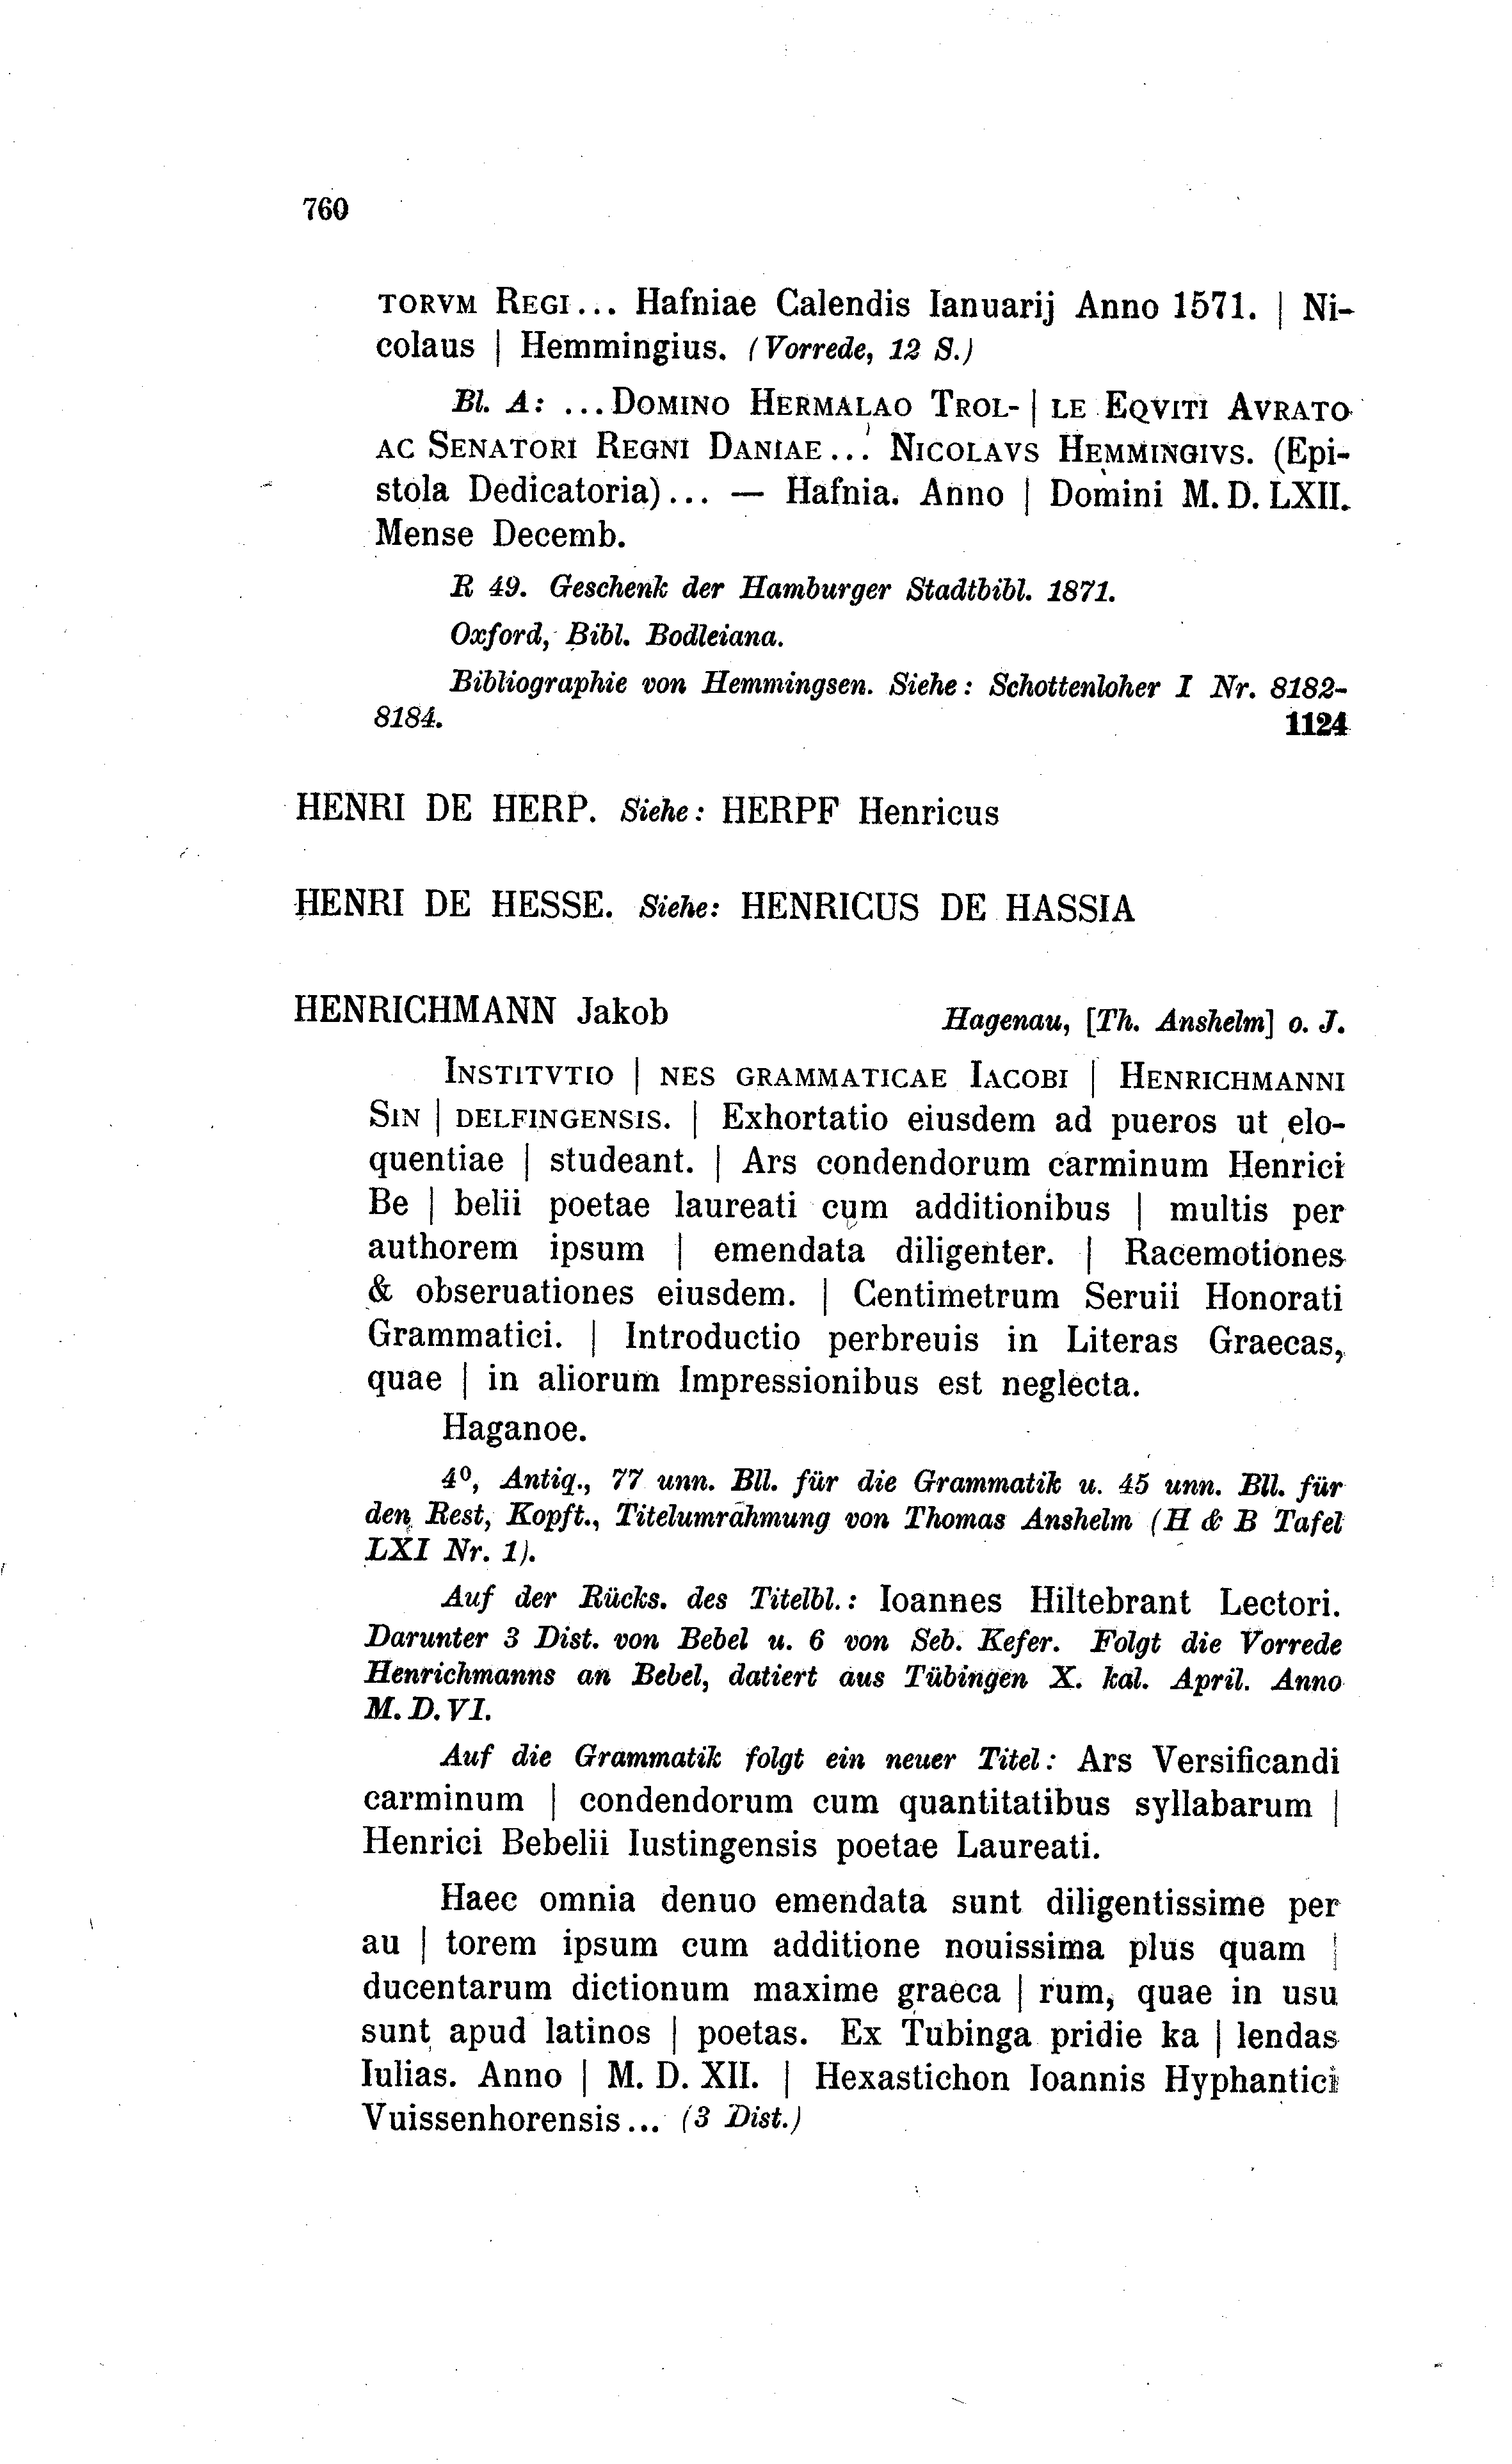 760
TORVM REGI... Hafniae Calendis Ianuarij Anno 1571. | Ni-
colaus | Hemmingius. (Vorrede, 12 S.)
Bl. A: ...DOMINO HERMALAO TROL- | LE EQVITI AVRATO
AC SENATORI REGNI DANIAE... NICOLAVS HEMMINGIVS. (Epi-
stola Dedicatoria)... — Hafnia. Anno | Domini M. D. LXII.
Mense Decemb.
R 49. Geschenk der Hamburger Stadtbibl. 1871.
Oxford, Bibl. Bodleiana.
Bibliographie von Hemmingsen. Siehe: Schottenloher I Nr. 8182-
8184. 1124
HENRI DE HERP. Siehe: HERPF Henricus
HENRI DE HESSE. Siehe: HENRICUS DE HASSIA
HENRICHMANN Jakob Hagenau, [Th. Anshelm] o. J.
INSTITVTIO | NES GRAMMATICAE IACOBI | HENRICHMANNI
SIN | DELFINGENSIS. | Exhortatio eiusdem ad pueros ut elo-
quentiae | studeant. | Ars condendorum carminum Henrici
Be | belii poetae laureati cum additionibus | multis per
authorem ipsum | emendata diligenter. | Racemotiones
& obseruationes eiusdem. | Centimetrum Seruii Honorati
Grammatici. | Introductio perbreuis in Literas Graecas,
quae | in aliorum Impressionibus est neglecta.
Haganoe.
4º, Antiq., 77 unn. Bll. für die Grammatik u. 45 unn. Bll. für
den Rest, Kopft., Titelumrähmung von Thomas Anshelm (H & B Tafel
LXI Nr. 1).
Auf der Rücks. des Titelbl.: Ioannes Hiltebrant Lectori.
Darunter 3 Dist. von Bebel u. 6 von Seb. Kefer. Folgt die Vorrede
Henrichmanns an Bebel, datiert aus Tübingen X. kal. April. Anno
M. D. VI.
Auf die Grammatik folgt ein neuer Titel: Ars Versificandi
carminum | condendorum cum quantitatibus syllabarum |
Henrici Bebelii Iustingensis poetae Laureati.
Haec omnia denuo emendata sunt diligentissime per
au | torem ipsum cum additione nouissima plus quam |
ducentarum dictionum maxime graeca | rum, quae in usu
sunt apud latinos | poetas. Ex Tubinga pridie ka | lendas
Iulias. Anno | M. D. XII. | Hexastichon Ioannis Hyphantici
Vuissenhorensis... (3 Dist.)